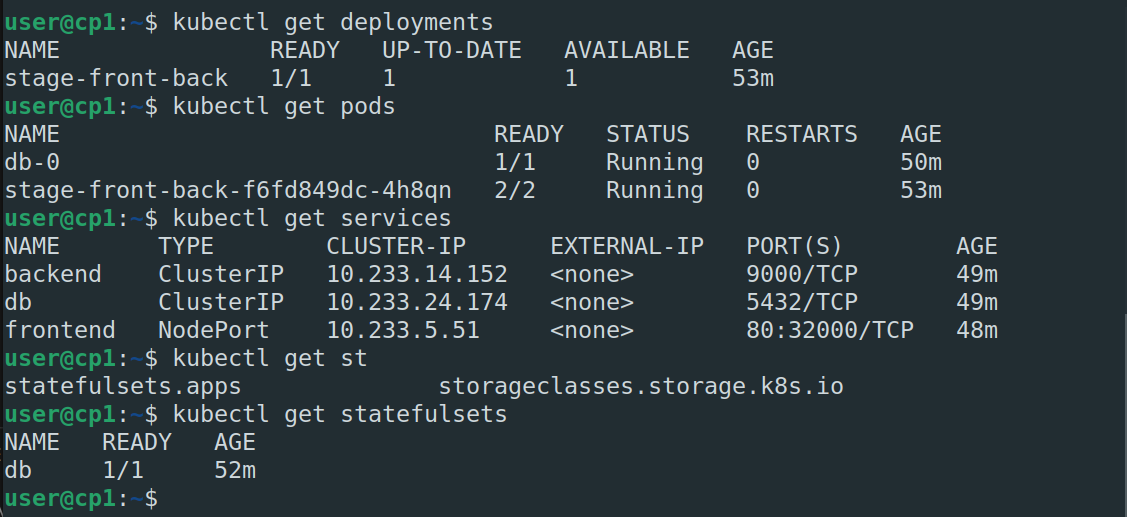 user@cp1:~$ kubectl get deployments
NAME               READY   UP-TO-DATE   AVAILABLE   AGE
stage-front-back   1/1     1            1           53m
user@cp1:~$ kubectl get pods
NAME                               READY   STATUS    RESTARTS   AGE
db-0                               1/1     Running   0          50m
stage-front-back-f6fd849dc-4h8qn   2/2     Running   0          53m
user@cp1:~$ kubectl get services
NAME       TYPE        CLUSTER-IP      EXTERNAL-IP   PORT(S)        AGE
backend    ClusterIP   10.233.14.152   <none>        9000/TCP       49m
db         ClusterIP   10.233.24.174   <none>        5432/TCP       49m
frontend   NodePort    10.233.5.51     <none>        80:32000/TCP   48m
user@cp1:~$ kubectl get st
statefulsets.apps              storageclasses.storage.k8s.io
user@cp1:~$ kubectl get statefulsets
NAME   READY   AGE
db     1/1     52m
user@cp1:~$